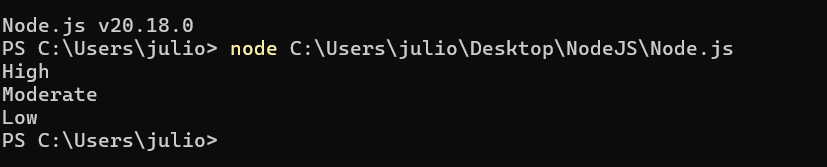 Node.js v20.18.0
PS C:\Users\julio> node C:\Users\julio\Desktop\NodeJS\Node.js
High
Moderate
Low
PS C:\Users\julio>